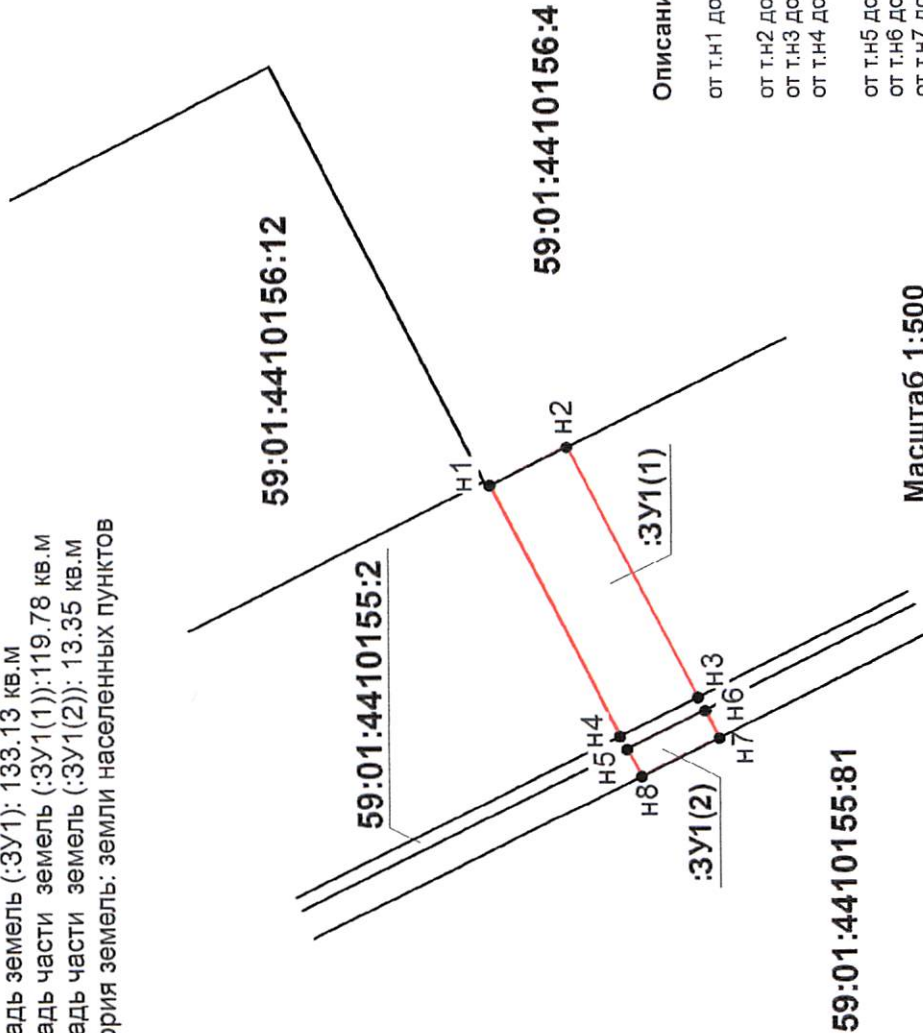 адь земель (:ЗУ1): 133.13 кв.м
адь части земель (:ЗУ1(1)):119.78 кв.м
адь части земель (:ЗУ1(2)): 13.35 кв.м
ория земель: земли населенных пунктов
59:01:4410156:12
59:01:4410155:2
59:01:4410156:4
н1
н2
:ЗУ1(1)
н4
н5
н8
н3
н6
н7
:ЗУ1(2)
59:01:4410155:81
Масштаб 1:500
Описани
от т.н1 до
от т.н2 до
от т.н3 до
от т.н4 до
от т.н5 до
от т.н6 до
от т.н7 до